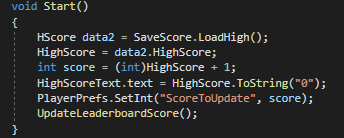 void Start()
{
HScore data2 = SaveScore.LoadHigh();
HighScore = data2.HighScore;
int score = (int)HighScore + 1;
HighScoreText.text = HighScore.ToString("0");
PlayerPrefs.SetInt("ScoreToUpdate", score);
UpdateLeaderboardScore();
}